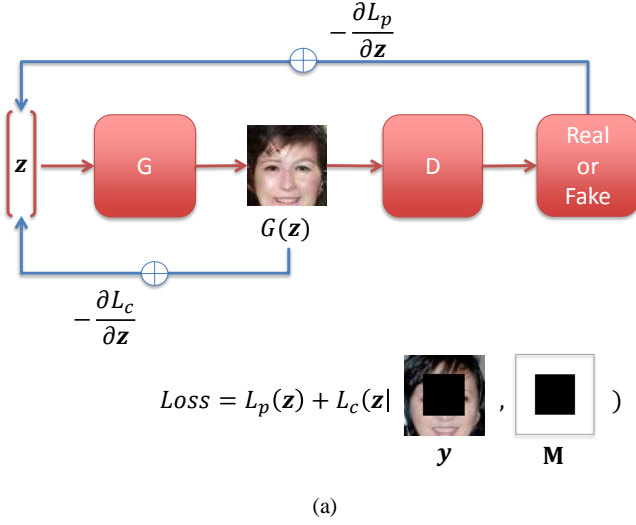 − ∂L_p / ∂z
z
G
G(z)
D
Real
or
Fake
− ∂L_c / ∂z
Loss = L_p(z) + L_c(z| , )
y
M
(a)